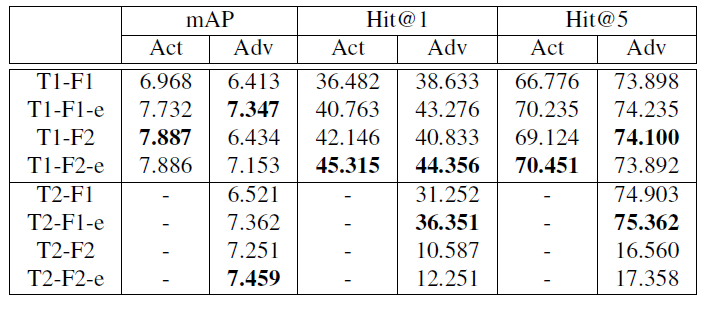 mAP Hit@1 Hit@5
Act Adv Act Adv Act Adv
T1-F1 6.968 6.413 36.482 38.633 66.776 73.898
T1-F1-e 7.732 7.347 40.763 43.276 70.235 74.235
T1-F2 7.887 6.434 42.146 40.833 69.124 74.100
T1-F2-e 7.886 7.153 45.315 44.356 70.451 73.892
T2-F1 - 6.521 - 31.252 - 74.903
T2-F1-e - 7.362 - 36.351 - 75.362
T2-F2 - 7.251 - 10.587 - 16.560
T2-F2-e - 7.459 - 12.251 - 17.358